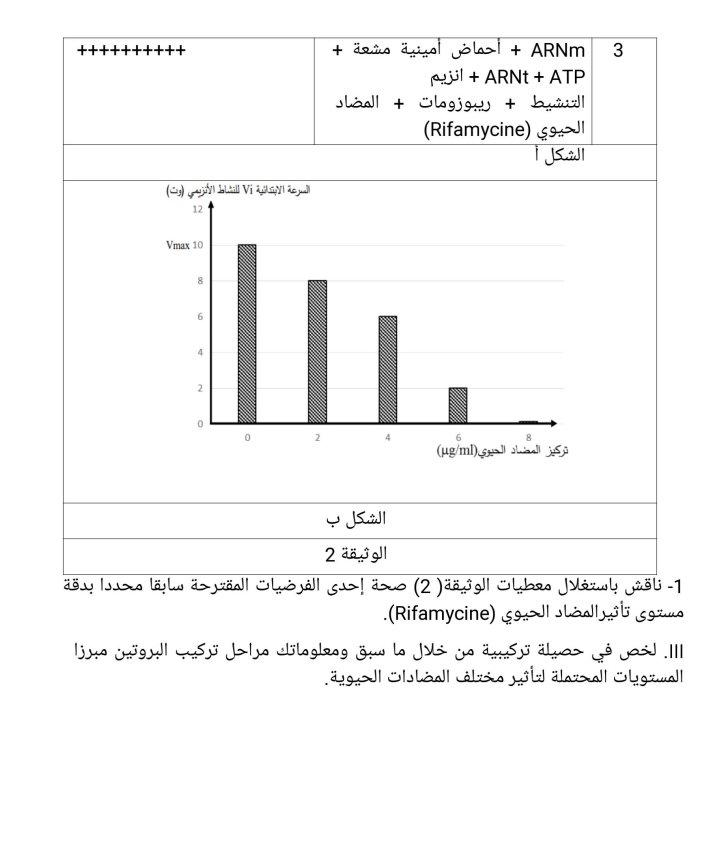 3
ARNm + أحماض أمينية مشعة +
ARNt + ATP + انزيم
التنشيط + ريبوزومات + المضاد
الحيوي (Rifamycine)
++++++++++
الشكل أ
السرعة الابتدائية Vi للنشاط الأنزيمي (وت)
12
Vmax 10
8
6
4
2
0
0 2 4 6 8
تركيز المضاد الحيوي(µg/ml)
الشكل ب
الوثيقة 2
1- ناقش باستغلال معطيات الوثيقة( 2) صحة إحدى الفرضيات المقترحة سابقا محددا بدقة
مستوى تأثيرالمضاد الحيوي (Rifamycine).
III. لخص في حصيلة تركيبية من خلال ما سبق ومعلوماتك مراحل تركيب البروتين مبرزا
المستويات المحتملة لتأثير مختلف المضادات الحيوية.